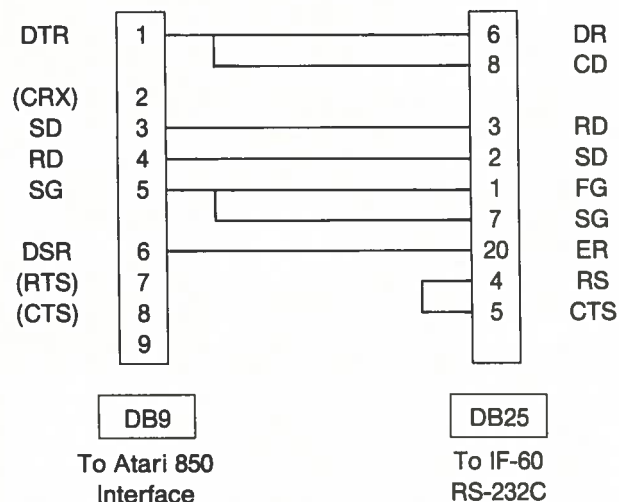 DTR 1 6 DR
8 CD
(CRX) 2
SD 3 3 RD
RD 4 2 SD
SG 5 1 FG
7 SG
DSR 6 20 ER
(RTS) 7 4 RS
(CTS) 8 5 CTS
9
DB9 DB25
To Atari 850 To IF-60
Interface RS-232C